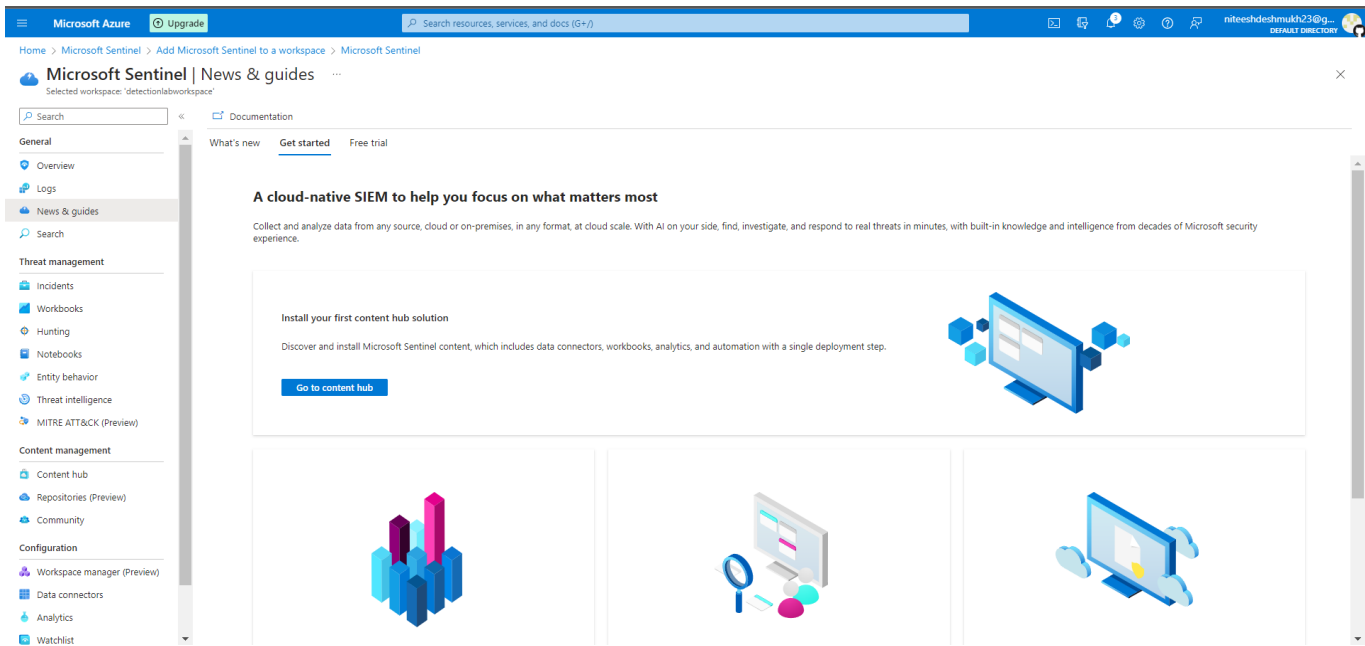 Microsoft Azure
Upgrade
Search resources, services, and docs (G+/)
3
niteeshdeshmukh23@g...
DEFAULT DIRECTORY
Home > Microsoft Sentinel > Add Microsoft Sentinel to a workspace > Microsoft Sentinel
Microsoft Sentinel | News & guides ...
Selected workspace: 'detectionlabworkspace'
Search
«
Documentation
General
Overview
Logs
News & guides
Search
Threat management
Incidents
Workbooks
Hunting
Notebooks
Entity behavior
Threat intelligence
MITRE ATT&CK (Preview)
Content management
Content hub
Repositories (Preview)
Community
Configuration
Workspace manager (Preview)
Data connectors
Analytics
Watchlist
What's new Get started Free trial
A cloud-native SIEM to help you focus on what matters most
Collect and analyze data from any source, cloud or on-premises, in any format, at cloud scale. With AI on your side, find, investigate, and respond to real threats in minutes, with built-in knowledge and intelligence from decades of Microsoft security
experience.
Install your first content hub solution
Discover and install Microsoft Sentinel content, which includes data connectors, workbooks, analytics, and automation with a single deployment step.
Go to content hub